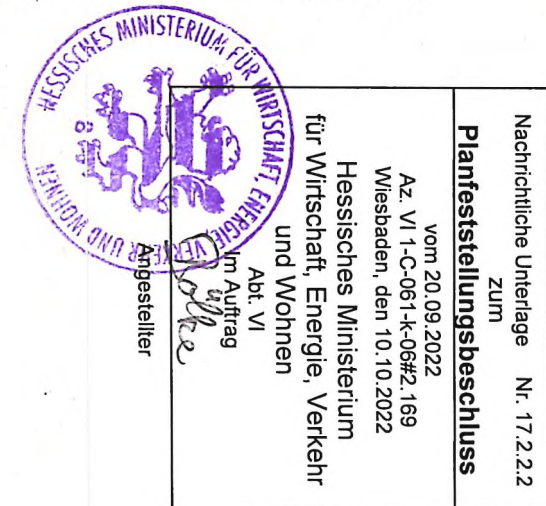 Nachrichtliche Unterlage Nr. 17.2.2.2
zum
Planfeststellungsbeschluss
vom 20.09.2022
Az. VI 1-C-061-k-06#2.169
Wiesbaden, den 10.10.2022
Hessisches Ministerium
für Wirtschaft, Energie, Verkehr
und Wohnen
Abt. VI
Im Auftrag
Angestellter
HESSISCHES MINISTERIUM FÜR WIRTSCHAFT, ENERGIE, VERKEHR UND WOHNEN
8